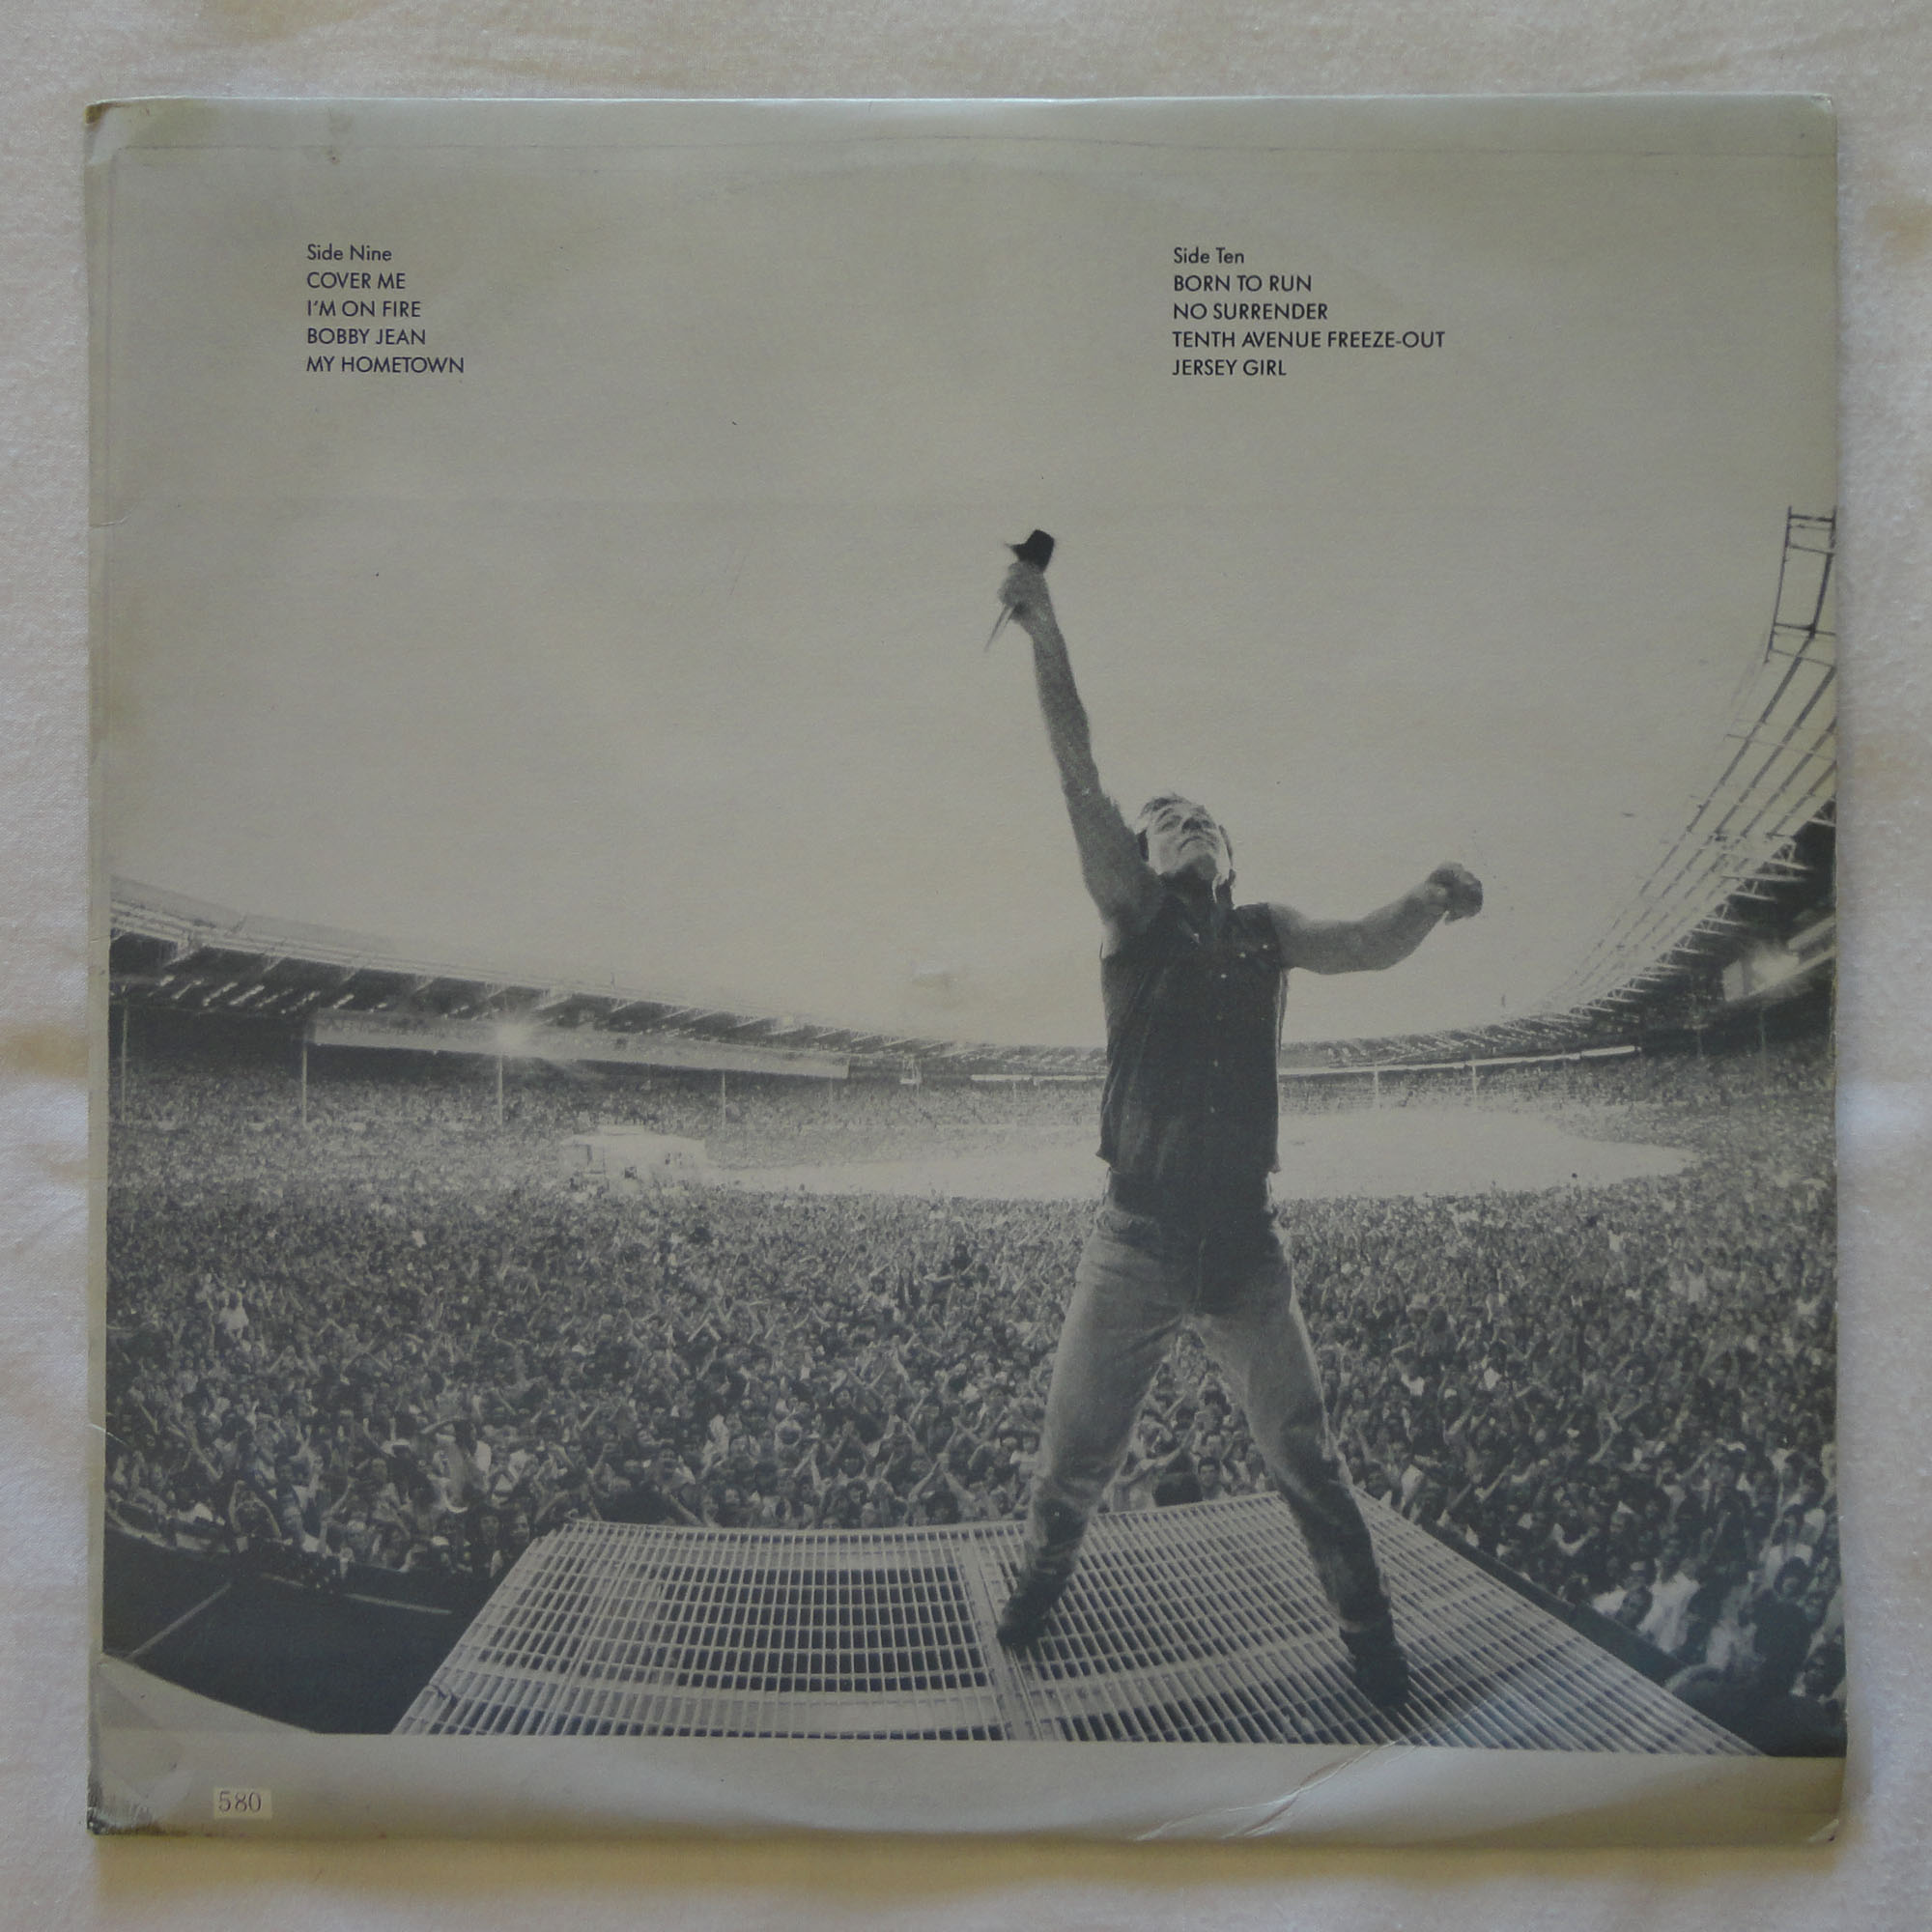 Side Nine
COVER ME
I'M ON FIRE
BOBBY JEAN
MY HOMETOWN
Side Ten
BORN TO RUN
NO SURRENDER
TENTH AVENUE FREEZE-OUT
JERSEY GIRL
580